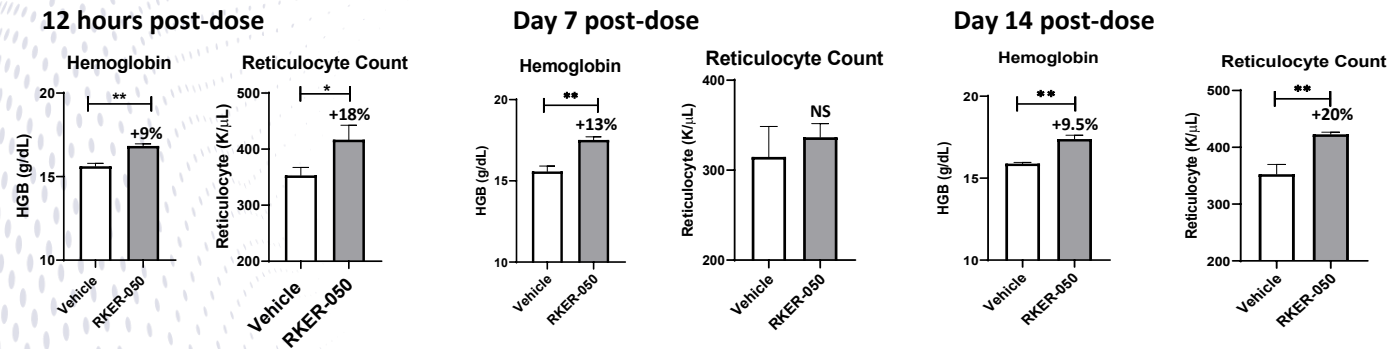 12 hours post-dose
Hemoglobin
HGB (g/dL)
20
15
10
**
+9%
Vehicle
RKER-050
Reticulocyte Count
Reticulocyte (K/μL)
500
400
300
200
*
+18%
Vehicle
RKER-050
Day 7 post-dose
Hemoglobin
HGB (g/dL)
20
15
10
**
+13%
Vehicle
RKER-050
Reticulocyte Count
Reticulocyte (K/μL)
400
300
200
NS
Vehicle
RKER-050
Day 14 post-dose
Hemoglobin
HGB (g/dL)
20
15
10
**
+9.5%
Vehicle
RKER-050
Reticulocyte Count
Reticulocyte (K/μL)
500
400
300
200
**
+20%
Vehicle
RKER-050